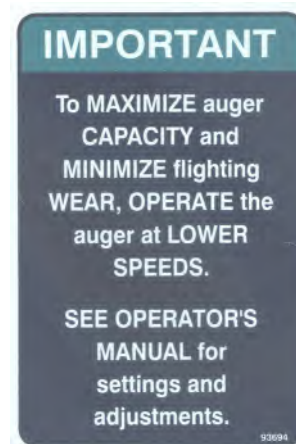 IMPORTANT
To MAXIMIZE auger
CAPACITY and
MINIMIZE flighting
WEAR, OPERATE the
auger at LOWER
SPEEDS.
SEE OPERATOR'S
MANUAL for
settings and
adjustments.
93694